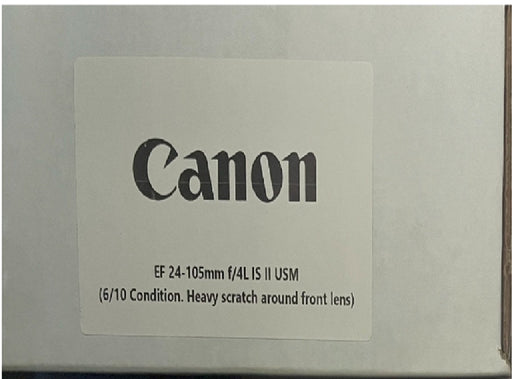 Canon
EF 24-105mm f/4L IS II USM
(6/10 Condition. Heavy scratch around front lens)